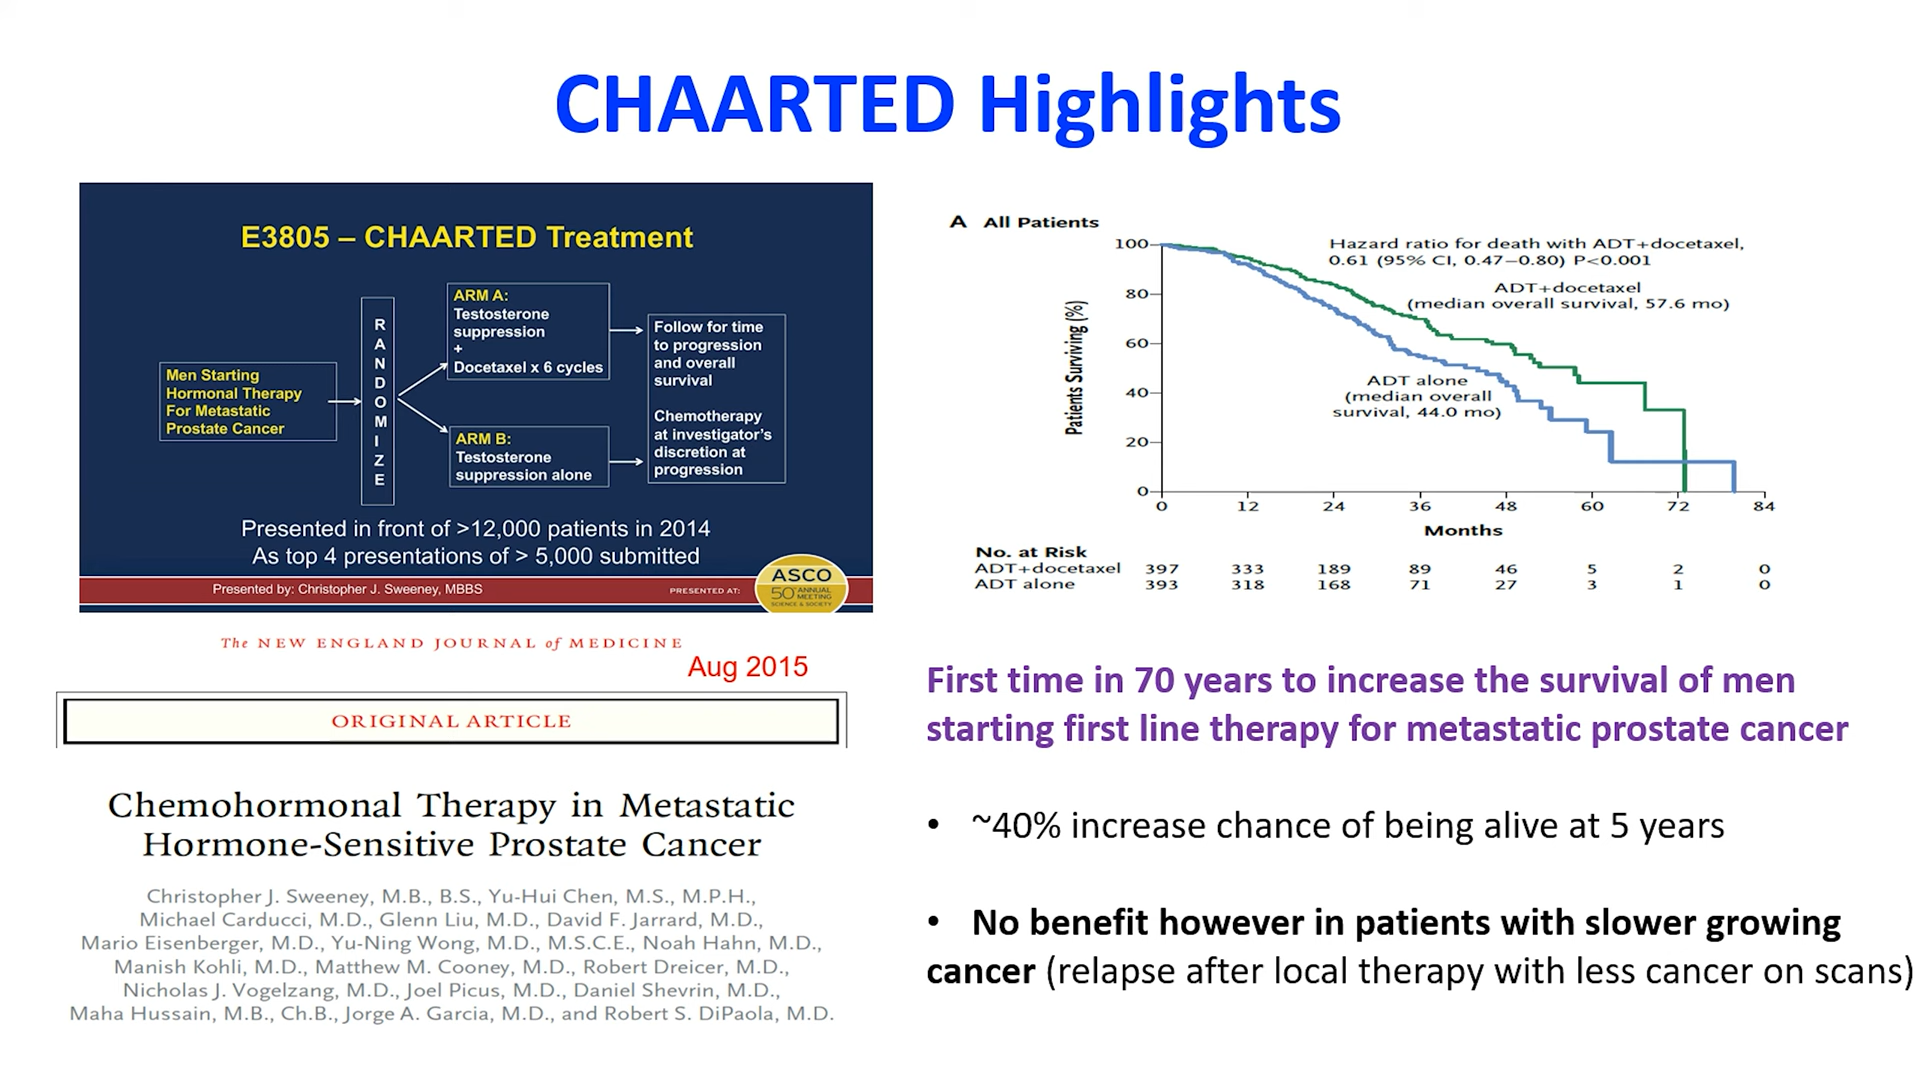 CHAARTED Highlights
E3805 – CHAARTED Treatment
Men Starting
Hormonal Therapy
For Metastatic
Prostate Cancer
R
A
N
D
O
M
I
Z
E
ARM A:
Testosterone
suppression
+
Docetaxel x 6 cycles
ARM B:
Testosterone
suppression alone
Follow for time
to progression
and overall
survival
Chemotherapy
at investigator’s
discretion at
progression
Presented in front of >12,000 patients in 2014
As top 4 presentations of > 5,000 submitted
Presented by: Christopher J. Sweeney, MBBS
PRESENTED AT:
ASCO
50 ANNUAL
MEETING
SCIENCE & SOCIETY
The NEW ENGLAND JOURNAL of MEDICINE
Aug 2015
ORIGINAL ARTICLE
Chemohormonal Therapy in Metastatic
Hormone-Sensitive Prostate Cancer
Christopher J. Sweeney, M.B., B.S., Yu-Hui Chen, M.S., M.P.H.,
Michael Carducci, M.D., Glenn Liu, M.D., David F. Jarrard, M.D.,
Mario Eisenberger, M.D., Yu-Ning Wong, M.D., M.S.C.E., Noah Hahn, M.D.,
Manish Kohli, M.D., Matthew M. Cooney, M.D., Robert Dreicer, M.D.,
Nicholas J. Vogelzang, M.D., Joel Picus, M.D., Daniel Shevrin, M.D.,
Maha Hussain, M.B., Ch.B., Jorge A. Garcia, M.D., and Robert S. DiPaola, M.D.
A All Patients
Patients Surviving (%)
100
80
60
40
20
0
Hazard ratio for death with ADT+docetaxel,
0.61 (95% CI, 0.47–0.80) P<0.001
ADT+docetaxel
(median overall survival, 57.6 mo)
ADT alone
(median overall
survival, 44.0 mo)
0 12 24 36 48 60 72 84
Months
No. at Risk
ADT+docetaxel 397 333 189 89 46 5 2 0
ADT alone 393 318 168 71 27 3 1 0
First time in 70 years to increase the survival of men
starting first line therapy for metastatic prostate cancer
• ~40% increase chance of being alive at 5 years
• No benefit however in patients with slower growing
cancer (relapse after local therapy with less cancer on scans)